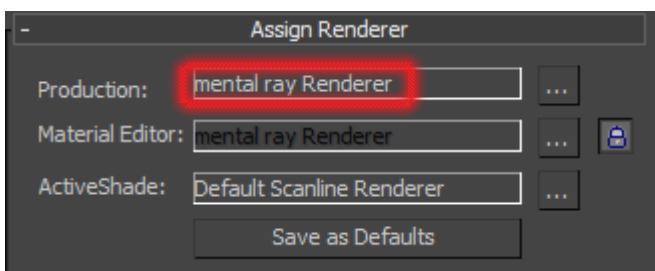 - Assign Renderer
Production: mental ray Renderer ...
Material Editor: mental ray Renderer ...
ActiveShade: Default Scanline Renderer ...
Save as Defaults